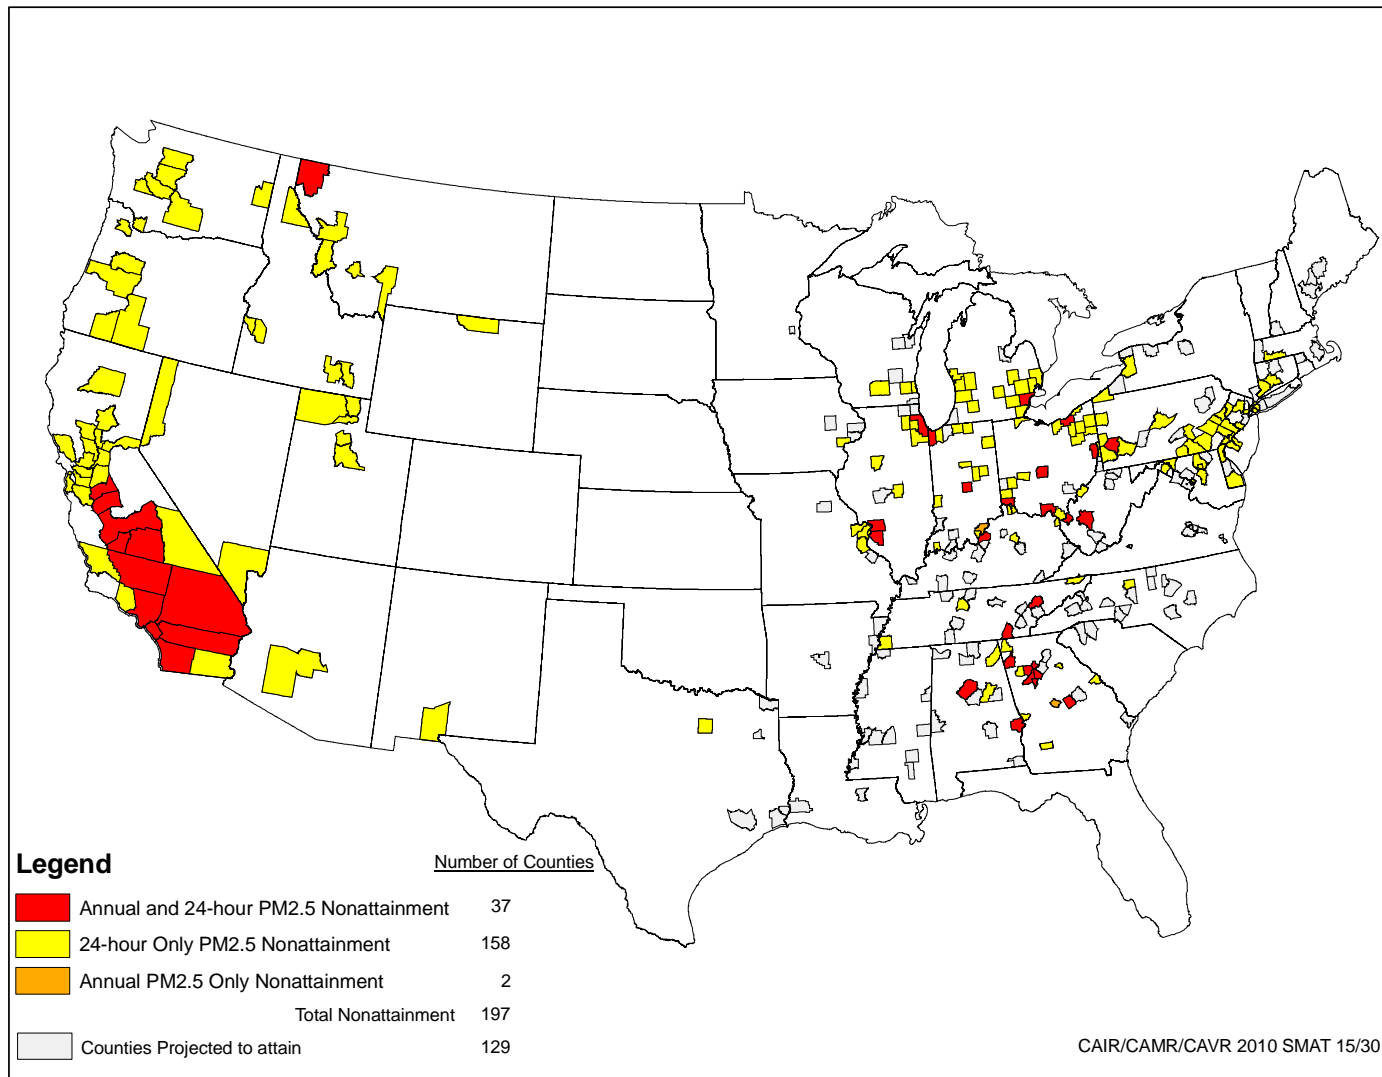 Legend
Number of Counties
Annual and 24-hour PM2.5 Nonattainment 37
24-hour Only PM2.5 Nonattainment 158
Annual PM2.5 Only Nonattainment 2
Total Nonattainment 197
Counties Projected to attain 129
CAIR/CAMR/CAVR 2010 SMAT 15/30